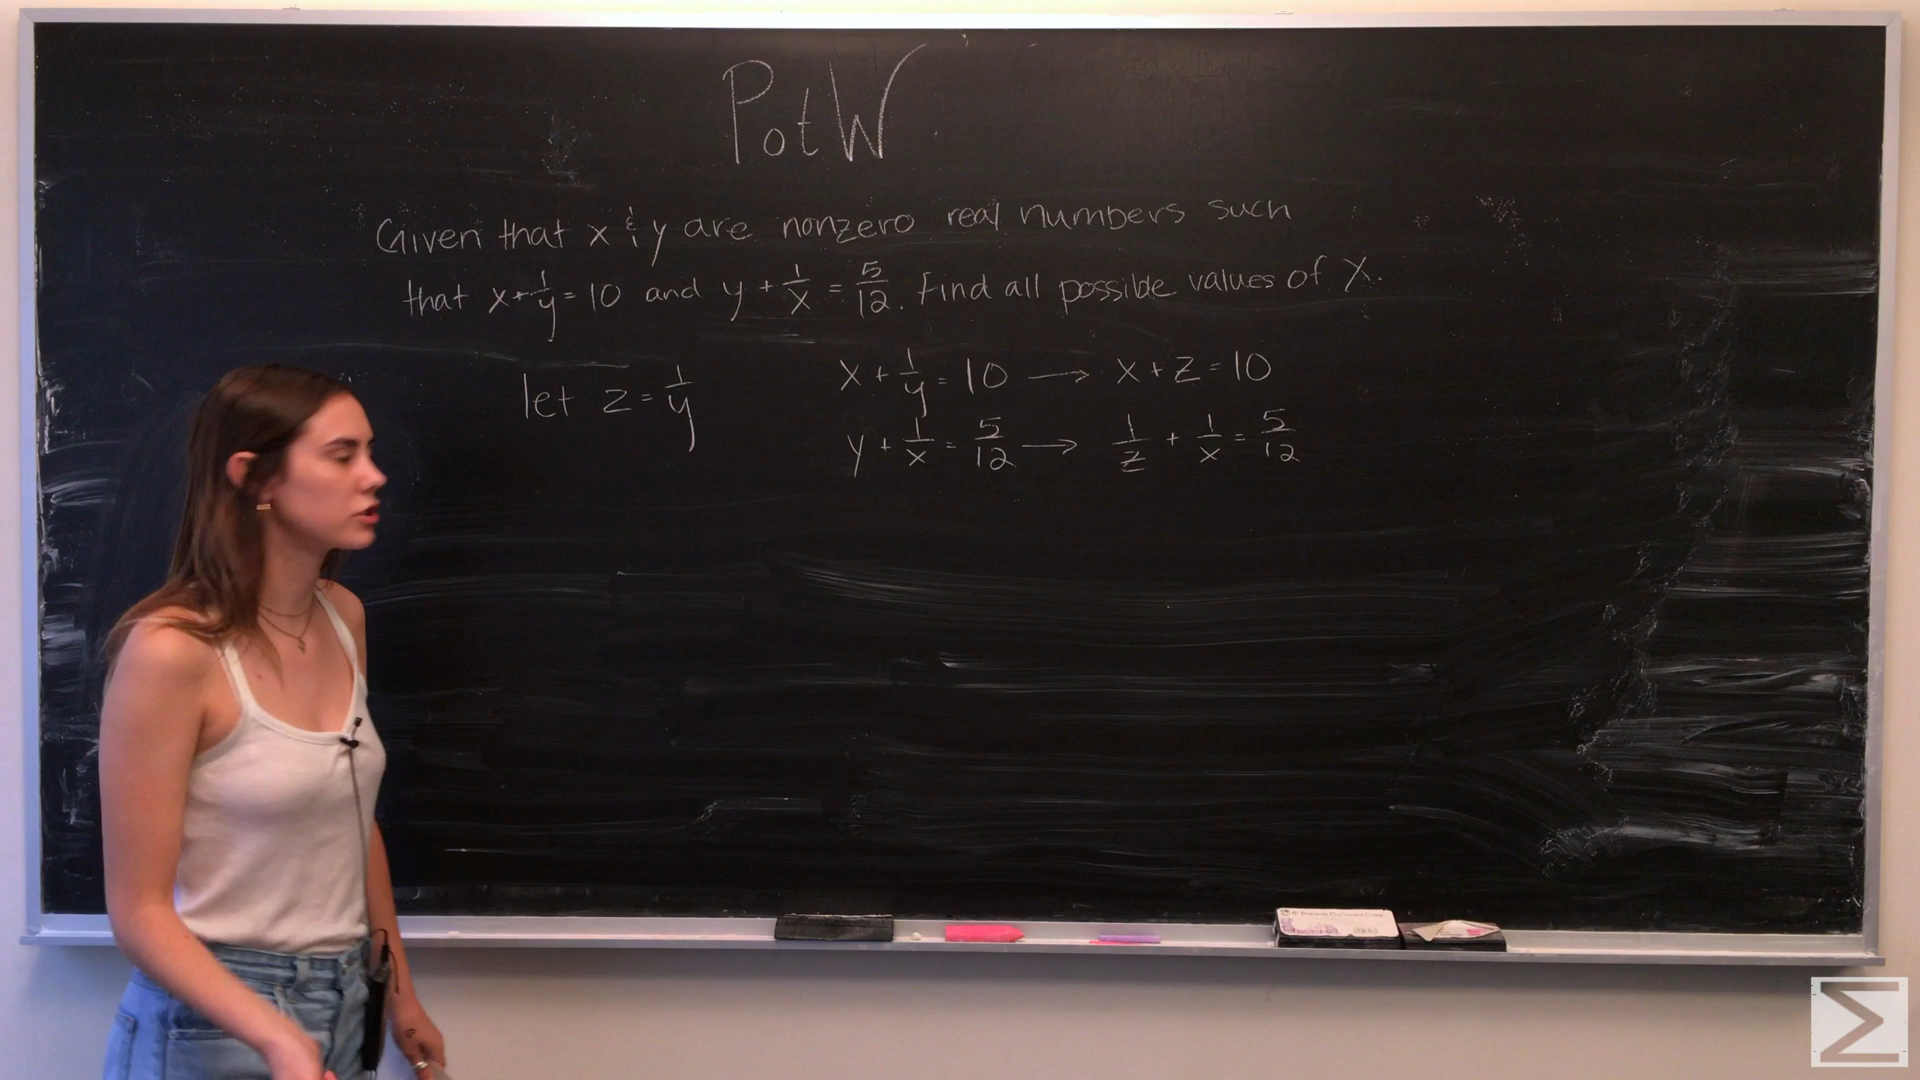 PotW
Given that x & y are nonzero real numbers such
that x + 1/y = 10 and y + 1/x = 5/12. Find all possible values of x.
let z = 1/y
x + 1/y = 10 → x + z = 10
y + 1/x = 5/12 → 1/z + 1/x = 5/12
Σ